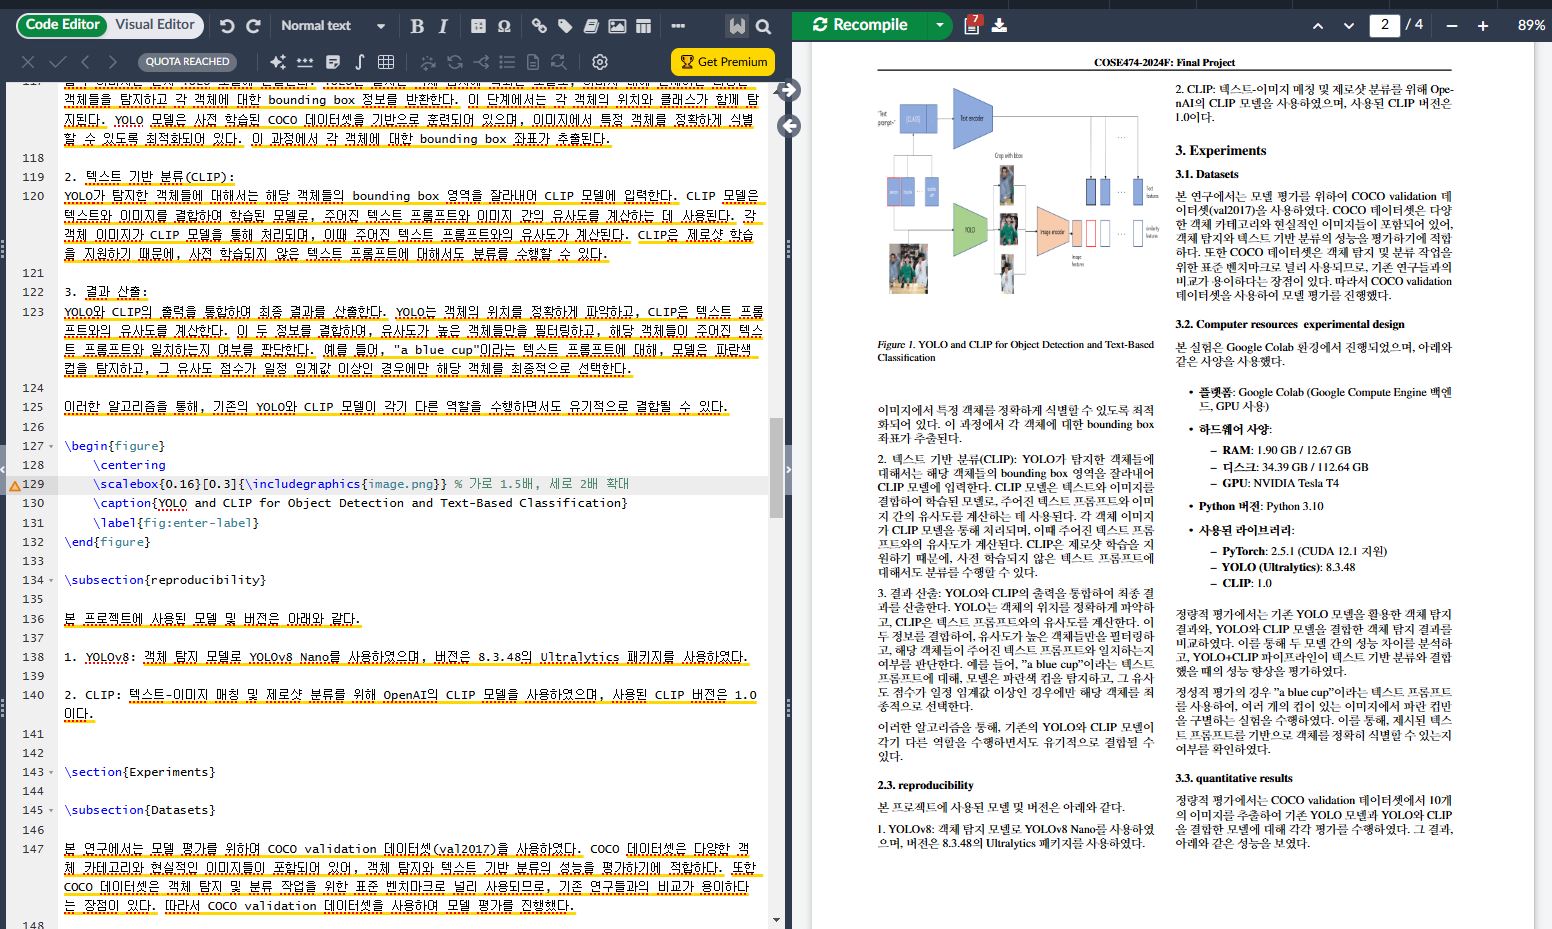 Code Editor
Visual Editor
Normal text
B
I
Ω
Recompile
7
2
/ 4
89%
QUOTA REACHED
Get Premium
객체들을 탐지하고 각 객체에 대한 bounding box 정보를 반환한다. 이 단계에서는 각 객체의 위치와 클래스가 함께 탐
지된다. YOLO 모델은 사전 학습된 COCO 데이터셋을 기반으로 훈련되어 있으며, 이미지에서 특정 객체를 정확하게 식별
할 수 있도록 최적화되어 있다. 이 과정에서 각 객체에 대한 bounding box 좌표가 추출된다.
118
119 2. 텍스트 기반 분류(CLIP):
120 YOLO가 탐지한 객체들에 대해서는 해당 객체들의 bounding box 영역을 잘라내어 CLIP 모델에 입력한다. CLIP 모델은
텍스트와 이미지를 결합하여 학습된 모델로, 주어진 텍스트 프롬프트와 이미지 간의 유사도를 계산하는 데 사용된다. 각
객체 이미지가 CLIP 모델을 통해 처리되며, 이때 주어진 텍스트 프롬프트와의 유사도가 계산된다. CLIP은 제로샷 학습
을 지원하기 때문에, 사전 학습되지 않은 텍스트 프롬프트에 대해서도 분류를 수행할 수 있다.
121
122 3. 결과 산출:
123 YOLO와 CLIP의 출력을 통합하여 최종 결과를 산출한다. YOLO는 객체의 위치를 정확하게 파악하고, CLIP은 텍스트 프롬
프트와의 유사도를 계산한다. 이 두 정보를 결합하여, 유사도가 높은 객체들만을 필터링하고, 해당 객체들이 주어진 텍스
트 프롬프트와 일치하는지 여부를 판단한다. 예를 들어, "a blue cup"이라는 텍스트 프롬프트에 대해, 모델은 파란색
컵을 탐지하고, 그 유사도 점수가 일정 임계값 이상인 경우에만 해당 객체를 최종적으로 선택한다.
124
125 이러한 알고리즘을 통해, 기존의 YOLO와 CLIP 모델이 각기 다른 역할을 수행하면서도 유기적으로 결합될 수 있다.
126
127 \begin{figure}
128 \centering
129 \scalebox{0.16}[0.3]{\includegraphics{image.png}} % 가로 1.5배, 세로 2배 확대
130 \caption{YOLO and CLIP for Object Detection and Text-Based Classification}
131 \label{fig:enter-label}
132 \end{figure}
133
134 \subsection{reproducibility}
135
136 본 프로젝트에 사용된 모델 및 버전은 아래와 같다.
137
138 1. YOLOv8: 객체 탐지 모델로 YOLOv8 Nano를 사용하였으며, 버전은 8.3.48의 Ultralytics 패키지를 사용하였다.
139
140 2. CLIP: 텍스트-이미지 매칭 및 제로샷 분류를 위해 OpenAI의 CLIP 모델을 사용하였으며, 사용된 CLIP 버전은 1.0
이다.
141
142
143 \section{Experiments}
144
145 \subsection{Datasets}
146
147 본 연구에서는 모델 평가를 위하여 COCO validation 데이터셋(val2017)을 사용하였다. COCO 데이터셋은 다양한 객
체 카테고리와 현실적인 이미지들이 포함되어 있어, 객체 탐지와 텍스트 기반 분류의 성능을 평가하기에 적합하다. 또한
COCO 데이터셋은 객체 탐지 및 분류 작업을 위한 표준 벤치마크로 널리 사용되므로, 기존 연구들과의 비교가 용이하다
는 장점이 있다. 따라서 COCO validation 데이터셋을 사용하여 모델 평가를 진행했다.
148
COSE474-2024F: Final Project
"Text
prompt="
[CLASS]
Text encoder
Crop with bbox
YOLO
Image encoder
Text
features
Image
features
similarity
features
Figure 1. YOLO and CLIP for Object Detection and Text-Based
Classification
이미지에서 특정 객체를 정확하게 식별할 수 있도록 최적
화되어 있다. 이 과정에서 각 객체에 대한 bounding box
좌표가 추출된다.
2. 텍스트 기반 분류(CLIP): YOLO가 탐지한 객체들에
대해서는 해당 객체들의 bounding box 영역을 잘라내어
CLIP 모델에 입력한다. CLIP 모델은 텍스트와 이미지를
결합하여 학습된 모델로, 주어진 텍스트 프롬프트와 이미
지 간의 유사도를 계산하는 데 사용된다. 각 객체 이미지
가 CLIP 모델을 통해 처리되며, 이때 주어진 텍스트 프롬
프트와의 유사도가 계산된다. CLIP은 제로샷 학습을 지
원하기 때문에, 사전 학습되지 않은 텍스트 프롬프트에
대해서도 분류를 수행할 수 있다.
3. 결과 산출: YOLO와 CLIP의 출력을 통합하여 최종 결
과를 산출한다. YOLO는 객체의 위치를 정확하게 파악하
고, CLIP은 텍스트 프롬프트와의 유사도를 계산한다. 이
두 정보를 결합하여, 유사도가 높은 객체들만을 필터링하
고, 해당 객체들이 주어진 텍스트 프롬프트와 일치하는지
여부를 판단한다. 예를 들어, ”a blue cup”이라는 텍스트
프롬프트에 대해, 모델은 파란색 컵을 탐지하고, 그 유사
도 점수가 일정 임계값 이상인 경우에만 해당 객체를 최
종적으로 선택한다.
이러한 알고리즘을 통해, 기존의 YOLO와 CLIP 모델이
각기 다른 역할을 수행하면서도 유기적으로 결합될 수
있다.
2.3. reproducibility
본 프로젝트에 사용된 모델 및 버전은 아래와 같다.
1. YOLOv8: 객체 탐지 모델로 YOLOv8 Nano를 사용하였
으며, 버전은 8.3.48의 Ultralytics 패키지를 사용하였다.
2. CLIP: 텍스트-이미지 매칭 및 제로샷 분류를 위해 Ope-
nAI의 CLIP 모델을 사용하였으며, 사용된 CLIP 버전은
1.0이다.
3. Experiments
3.1. Datasets
본 연구에서는 모델 평가를 위하여 COCO validation 데
이터셋(val2017)을 사용하였다. COCO 데이터셋은 다양
한 객체 카테고리와 현실적인 이미지들이 포함되어 있어,
객체 탐지와 텍스트 기반 분류의 성능을 평가하기에 적합
하다. 또한 COCO 데이터셋은 객체 탐지 및 분류 작업을
위한 표준 벤치마크로 널리 사용되므로, 기존 연구들과의
비교가 용이하다는 장점이 있다. 따라서 COCO validation
데이터셋을 사용하여 모델 평가를 진행했다.
3.2. Computer resources experimental design
본 실험은 Google Colab 환경에서 진행되었으며, 아래와
같은 사양을 사용했다.
• 플랫폼: Google Colab (Google Compute Engine 백엔
드, GPU 사용)
• 하드웨어 사양:
– RAM: 1.90 GB / 12.67 GB
– 디스크: 34.39 GB / 112.64 GB
– GPU: NVIDIA Tesla T4
• Python 버전: Python 3.10
• 사용된 라이브러리:
– PyTorch: 2.5.1 (CUDA 12.1 지원)
– YOLO (Ultralytics): 8.3.48
– CLIP: 1.0
정량적 평가에서는 기존 YOLO 모델을 활용한 객체 탐지
결과와, YOLO와 CLIP 모델을 결합한 객체 탐지 결과를
비교하였다. 이를 통해 두 모델 간의 성능 차이를 분석하
고, YOLO+CLIP 파이프라인이 텍스트 기반 분류와 결합
했을 때의 성능 향상을 평가하였다.
정성적 평가의 경우 ”a blue cup”이라는 텍스트 프롬프트
를 사용하여, 여러 개의 컵이 있는 이미지에서 파란 컵만
을 구별하는 실험을 수행하였다. 이를 통해, 제시된 텍스
트 프롬프트를 기반으로 객체를 정확히 식별할 수 있는지
여부를 확인하였다.
3.3. quantitative results
정량적 평가에서는 COCO validation 데이터셋에서 10개
의 이미지를 추출하여 기존 YOLO 모델과 YOLO와 CLIP
을 결합한 모델에 대해 각각 평가를 수행하였다. 그 결과,
아래와 같은 성능을 보였다.